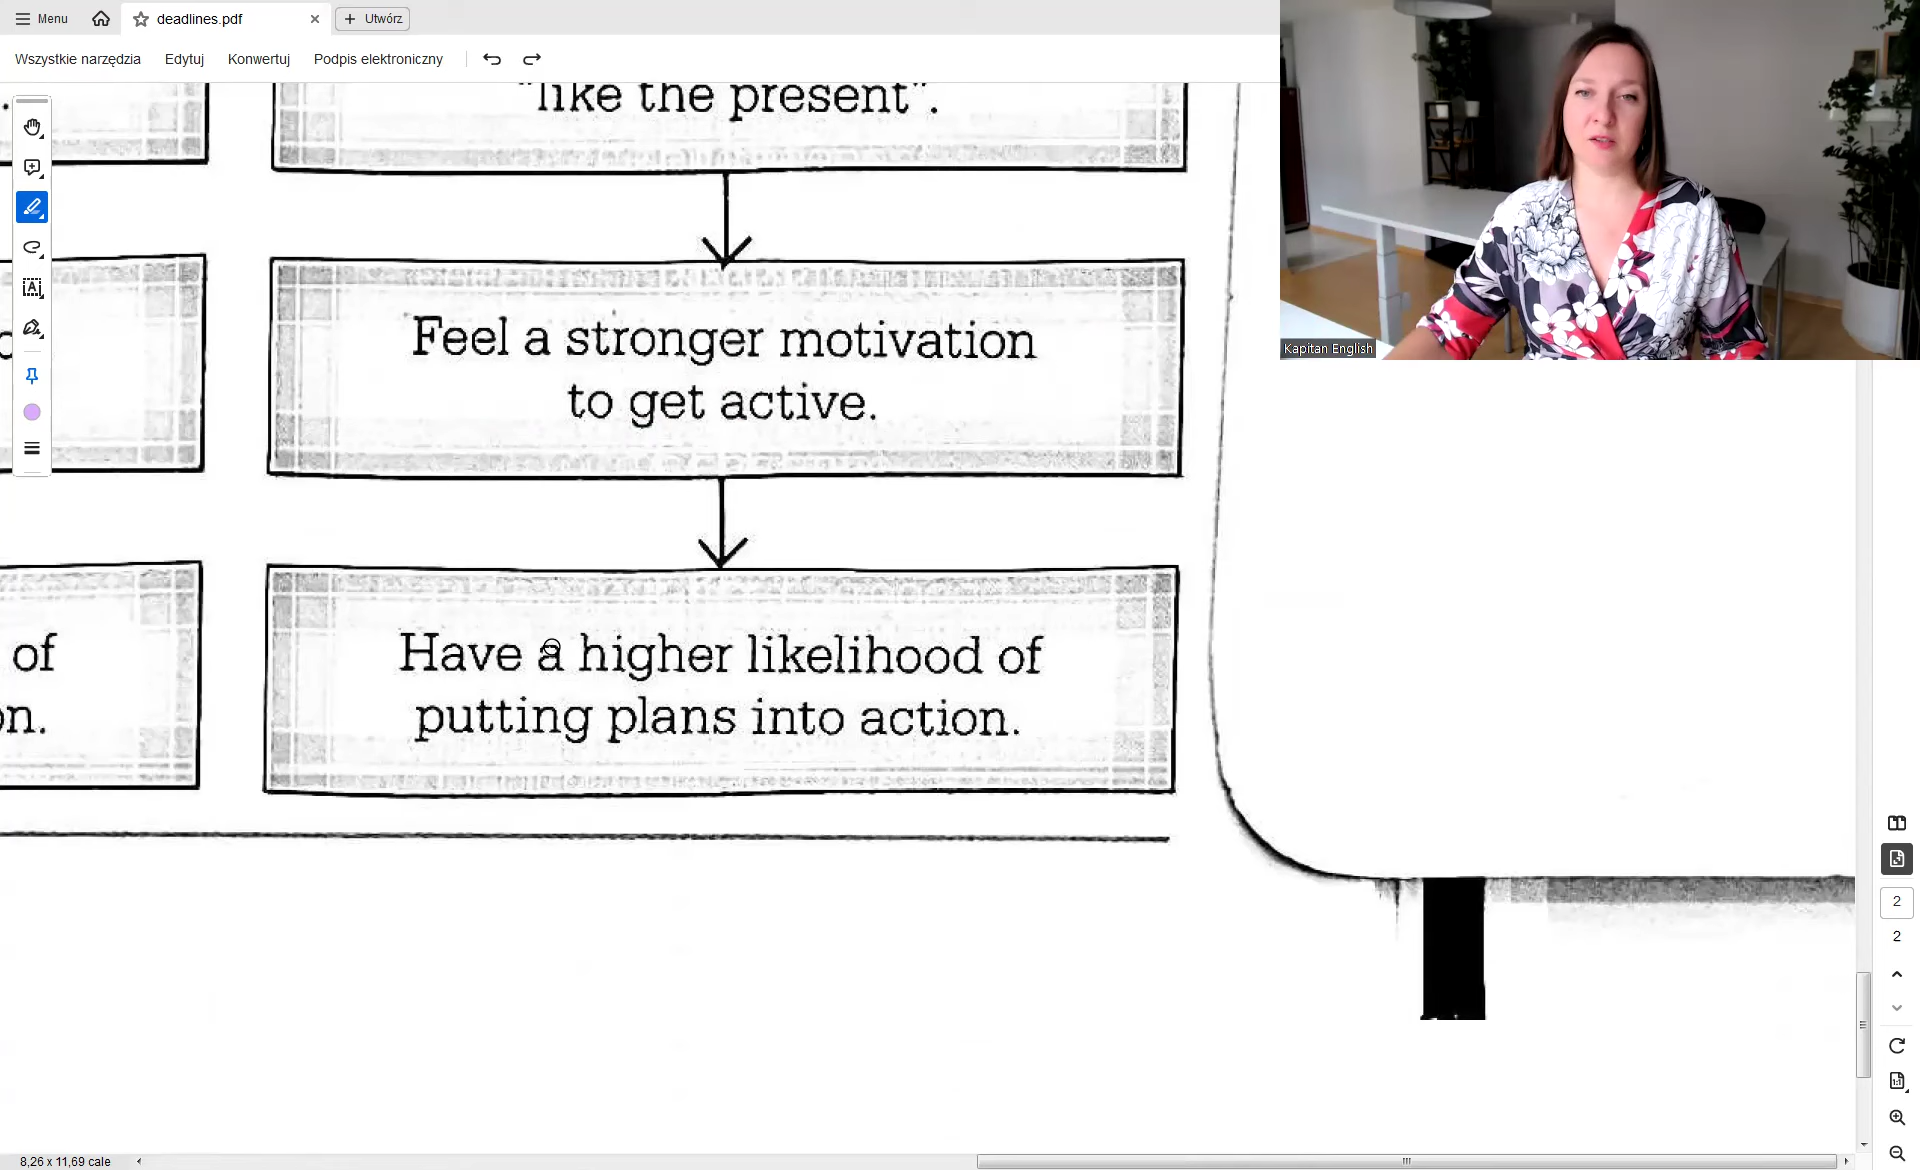 Menu
deadlines.pdf
Utwórz
Wszystkie narzędzia
Edytuj
Konwertuj
Podpis elektroniczny
"like the present".
Feel a stronger motivation
to get active.
of
Have a higher likelihood of
putting plans into action.
on.
Kapitan English
2
2
8,26 x 11,69 cale